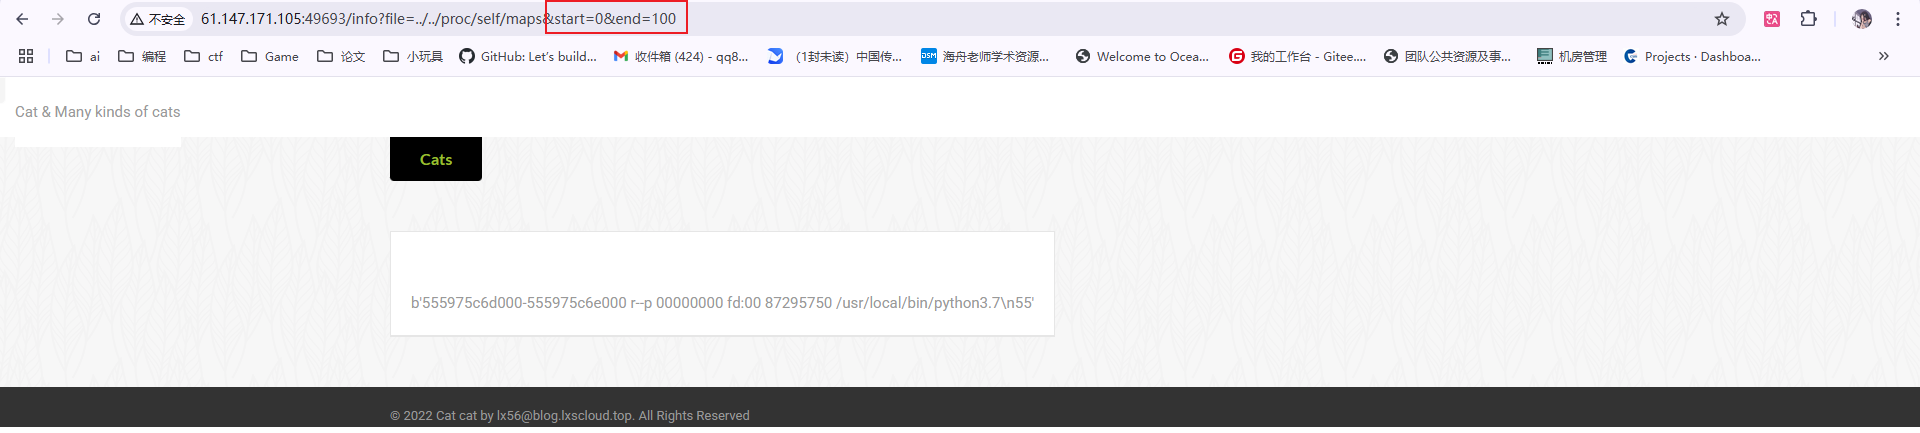 不安全 61.147.171.105:49693/info?file=../../proc/self/maps&start=0&end=100
ai 编程 ctf Game 论文 小玩具 GitHub: Let's build... 收件箱 (424) - qq8... (1封未读) 中国传... 海舟老师学术资源... Welcome to Ocea... 我的工作台 - Gitee.... 团队公共资源及事... 机房管理 Projects · Dashboa...
Cat & Many kinds of cats
Cats
b'555975c6d000-555975c6e000 r--p 00000000 fd:00 87295750 /usr/local/bin/python3.7\n55'
© 2022 Cat cat by lx56@blog.lxscloud.top. All Rights Reserved